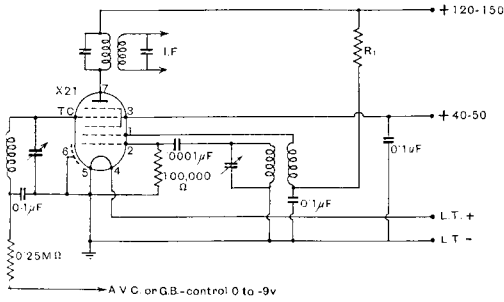 +120-150
I.F
R1
X21
7
TC
3
+40-50
1
6
2
·0001µF
0·1µF
5
4
100,000
Ω
0·1µF
0·1µF
L.T. +
L T -
0·25MΩ
A V C. or G.B.-control 0 to -9v